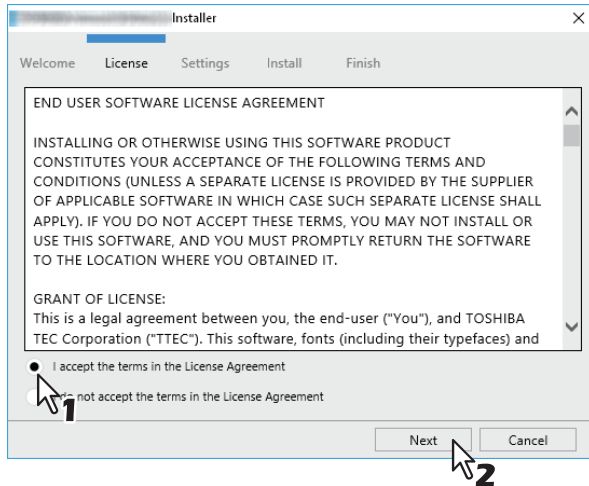 Installer
Welcome License Settings Install Finish
END USER SOFTWARE LICENSE AGREEMENT
INSTALLING OR OTHERWISE USING THIS SOFTWARE PRODUCT
CONSTITUTES YOUR ACCEPTANCE OF THE FOLLOWING TERMS AND
CONDITIONS (UNLESS A SEPARATE LICENSE IS PROVIDED BY THE SUPPLIER
OF APPLICABLE SOFTWARE IN WHICH CASE SUCH SEPARATE LICENSE SHALL
APPLY). IF YOU DO NOT ACCEPT THESE TERMS, YOU MAY NOT INSTALL OR
USE THIS SOFTWARE, AND YOU MUST PROMPTLY RETURN THE SOFTWARE
TO THE LOCATION WHERE YOU OBTAINED IT.
GRANT OF LICENSE:
This is a legal agreement between you, the end-user ("You"), and TOSHIBA
TEC Corporation ("TTEC"). This software, fonts (including their typefaces) and
I accept the terms in the License Agreement
not accept the terms in the License Agreement
1
Next Cancel
2